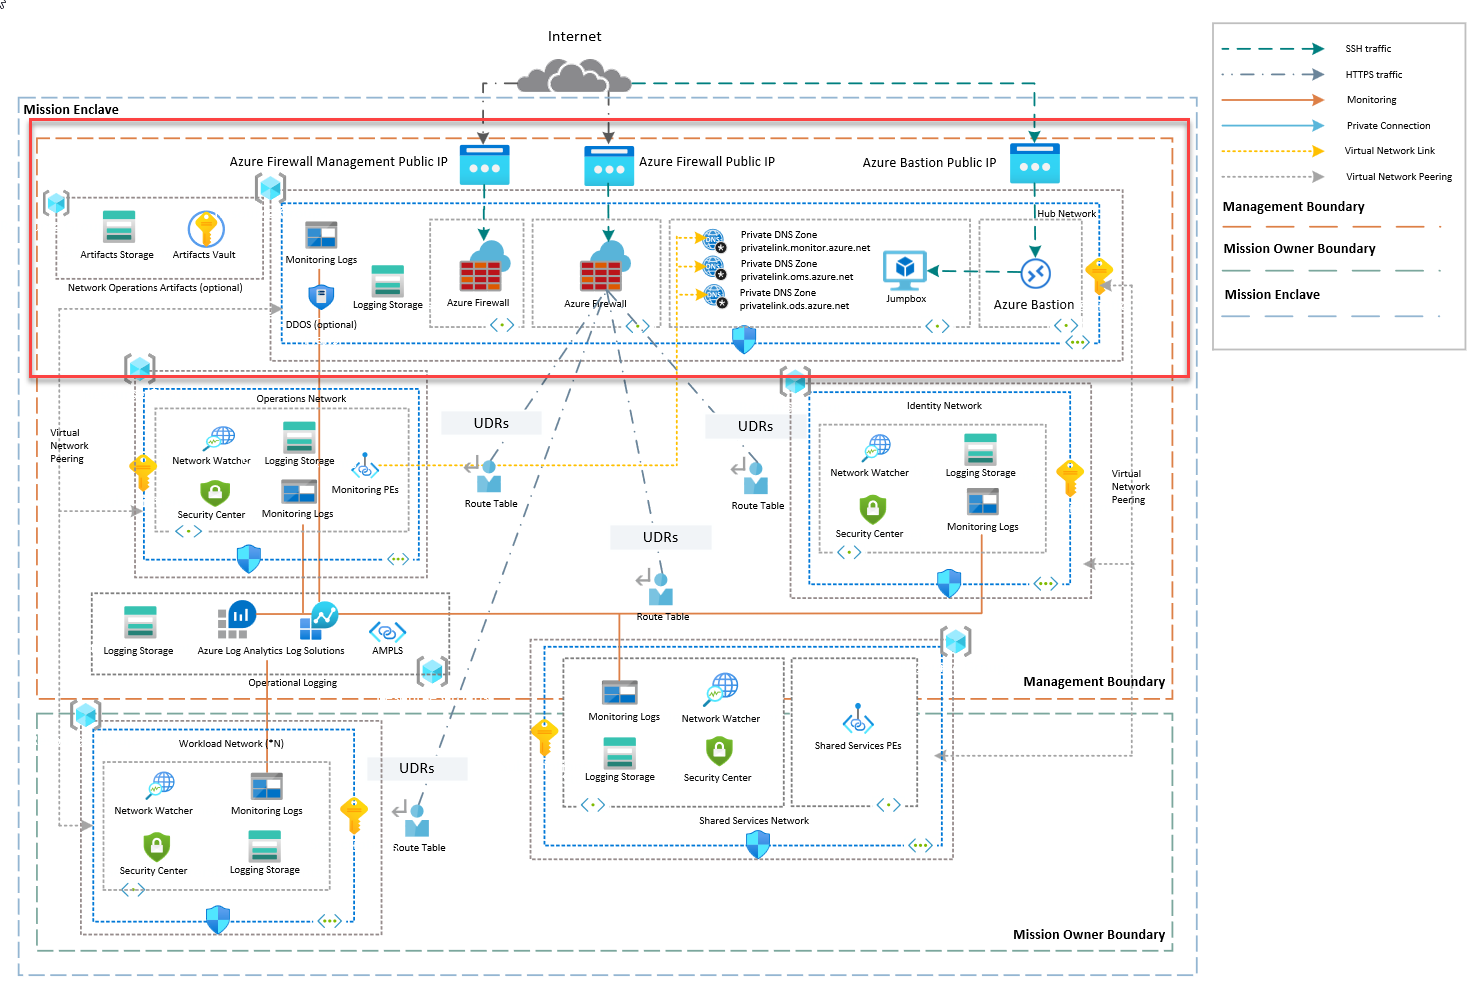 Internet
SSH traffic
HTTPS traffic
Monitoring
Private Connection
Virtual Network Link
Virtual Network Peering
Management Boundary
Mission Owner Boundary
Mission Enclave
Mission Enclave
Azure Firewall Management Public IP
Azure Firewall Public IP
Azure Bastion Public IP
Hub Network
Artifacts Storage
Artifacts Vault
Network Operations Artifacts (optional)
Monitoring Logs
Logging Storage
DDOS (optional)
Azure Firewall
Azure Firewall
DNS
Private DNS Zone
privatelink.monitor.azure.net
DNS
Private DNS Zone
privatelink.oms.azure.net
DNS
Private DNS Zone
privatelink.ods.azure.net
Jumpbox
Azure Bastion
Virtual
Network
Peering
Operations Network
Network Watcher
Logging Storage
Monitoring PEs
Security Center
Monitoring Logs
UDRs
Route Table
UDRs
Route Table
UDRs
Route Table
Identity Network
Network Watcher
Logging Storage
Security Center
Monitoring Logs
Virtual
Network
Peering
Logging Storage
Azure Log Analytics
Log Solutions
AMPLS
Operational Logging
Management Boundary
Monitoring Logs
Network Watcher
Logging Storage
Security Center
Shared Services PEs
Shared Services Network
Workload Network (*N)
Network Watcher
Monitoring Logs
Security Center
Logging Storage
UDRs
Route Table
Mission Owner Boundary